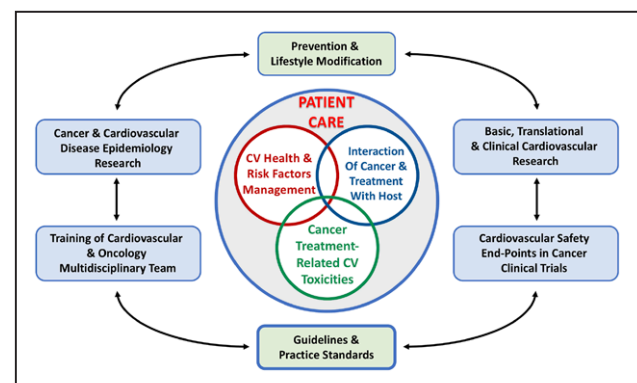 Prevention &
Lifestyle Modification
PATIENT
CARE
Cancer & Cardiovascular
Disease Epidemiology
Research
CV Health &
Risk Factors
Management
Interaction
Of Cancer &
Treatment
With Host
Basic, Translational
& Clinical Cardiovascular
Research
Training of Cardiovascular
& Oncology
Multidisciplinary Team
Cancer
Treatment-
Related CV
Toxicities
Cardiovascular Safety
End-Points in Cancer
Clinical Trials
Guidelines &
Practice Standards